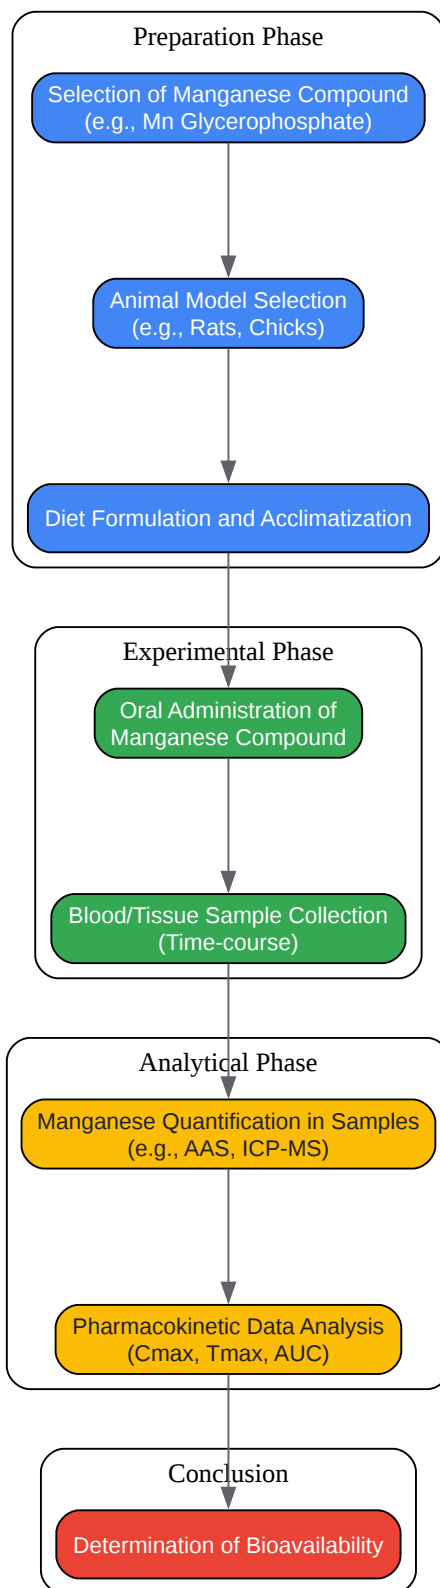 Preparation Phase
Selection of Manganese Compound
(e.g., Mn Glycerophosphate)
Animal Model Selection
(e.g., Rats, Chicks)
Diet Formulation and Acclimatization
Experimental Phase
Oral Administration of
Manganese Compound
Blood/Tissue Sample Collection
(Time-course)
Analytical Phase
Manganese Quantification in Samples
(e.g., AAS, ICP-MS)
Pharmacokinetic Data Analysis
(Cmax, Tmax, AUC)
Conclusion
Determination of Bioavailability